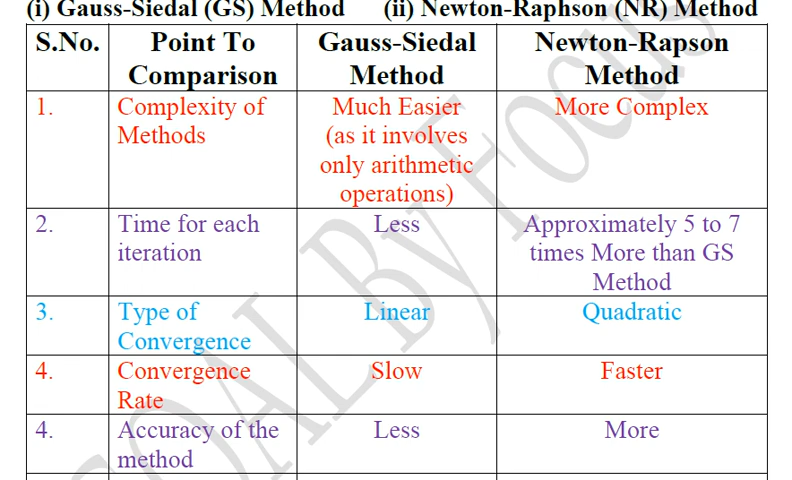 (i) Gauss-Siedal (GS) Method (ii) Newton-Raphson (NR) Method
S.No. Point To Comparison Gauss-Siedal Method Newton-Rapson Method
1. Complexity of Methods Much Easier (as it involves only arithmetic operations) More Complex
2. Time for each iteration Less Approximately 5 to 7 times More than GS Method
3. Type of Convergence Linear Quadratic
4. Convergence Rate Slow Faster
4. Accuracy of the method Less More
GOAL By Focus